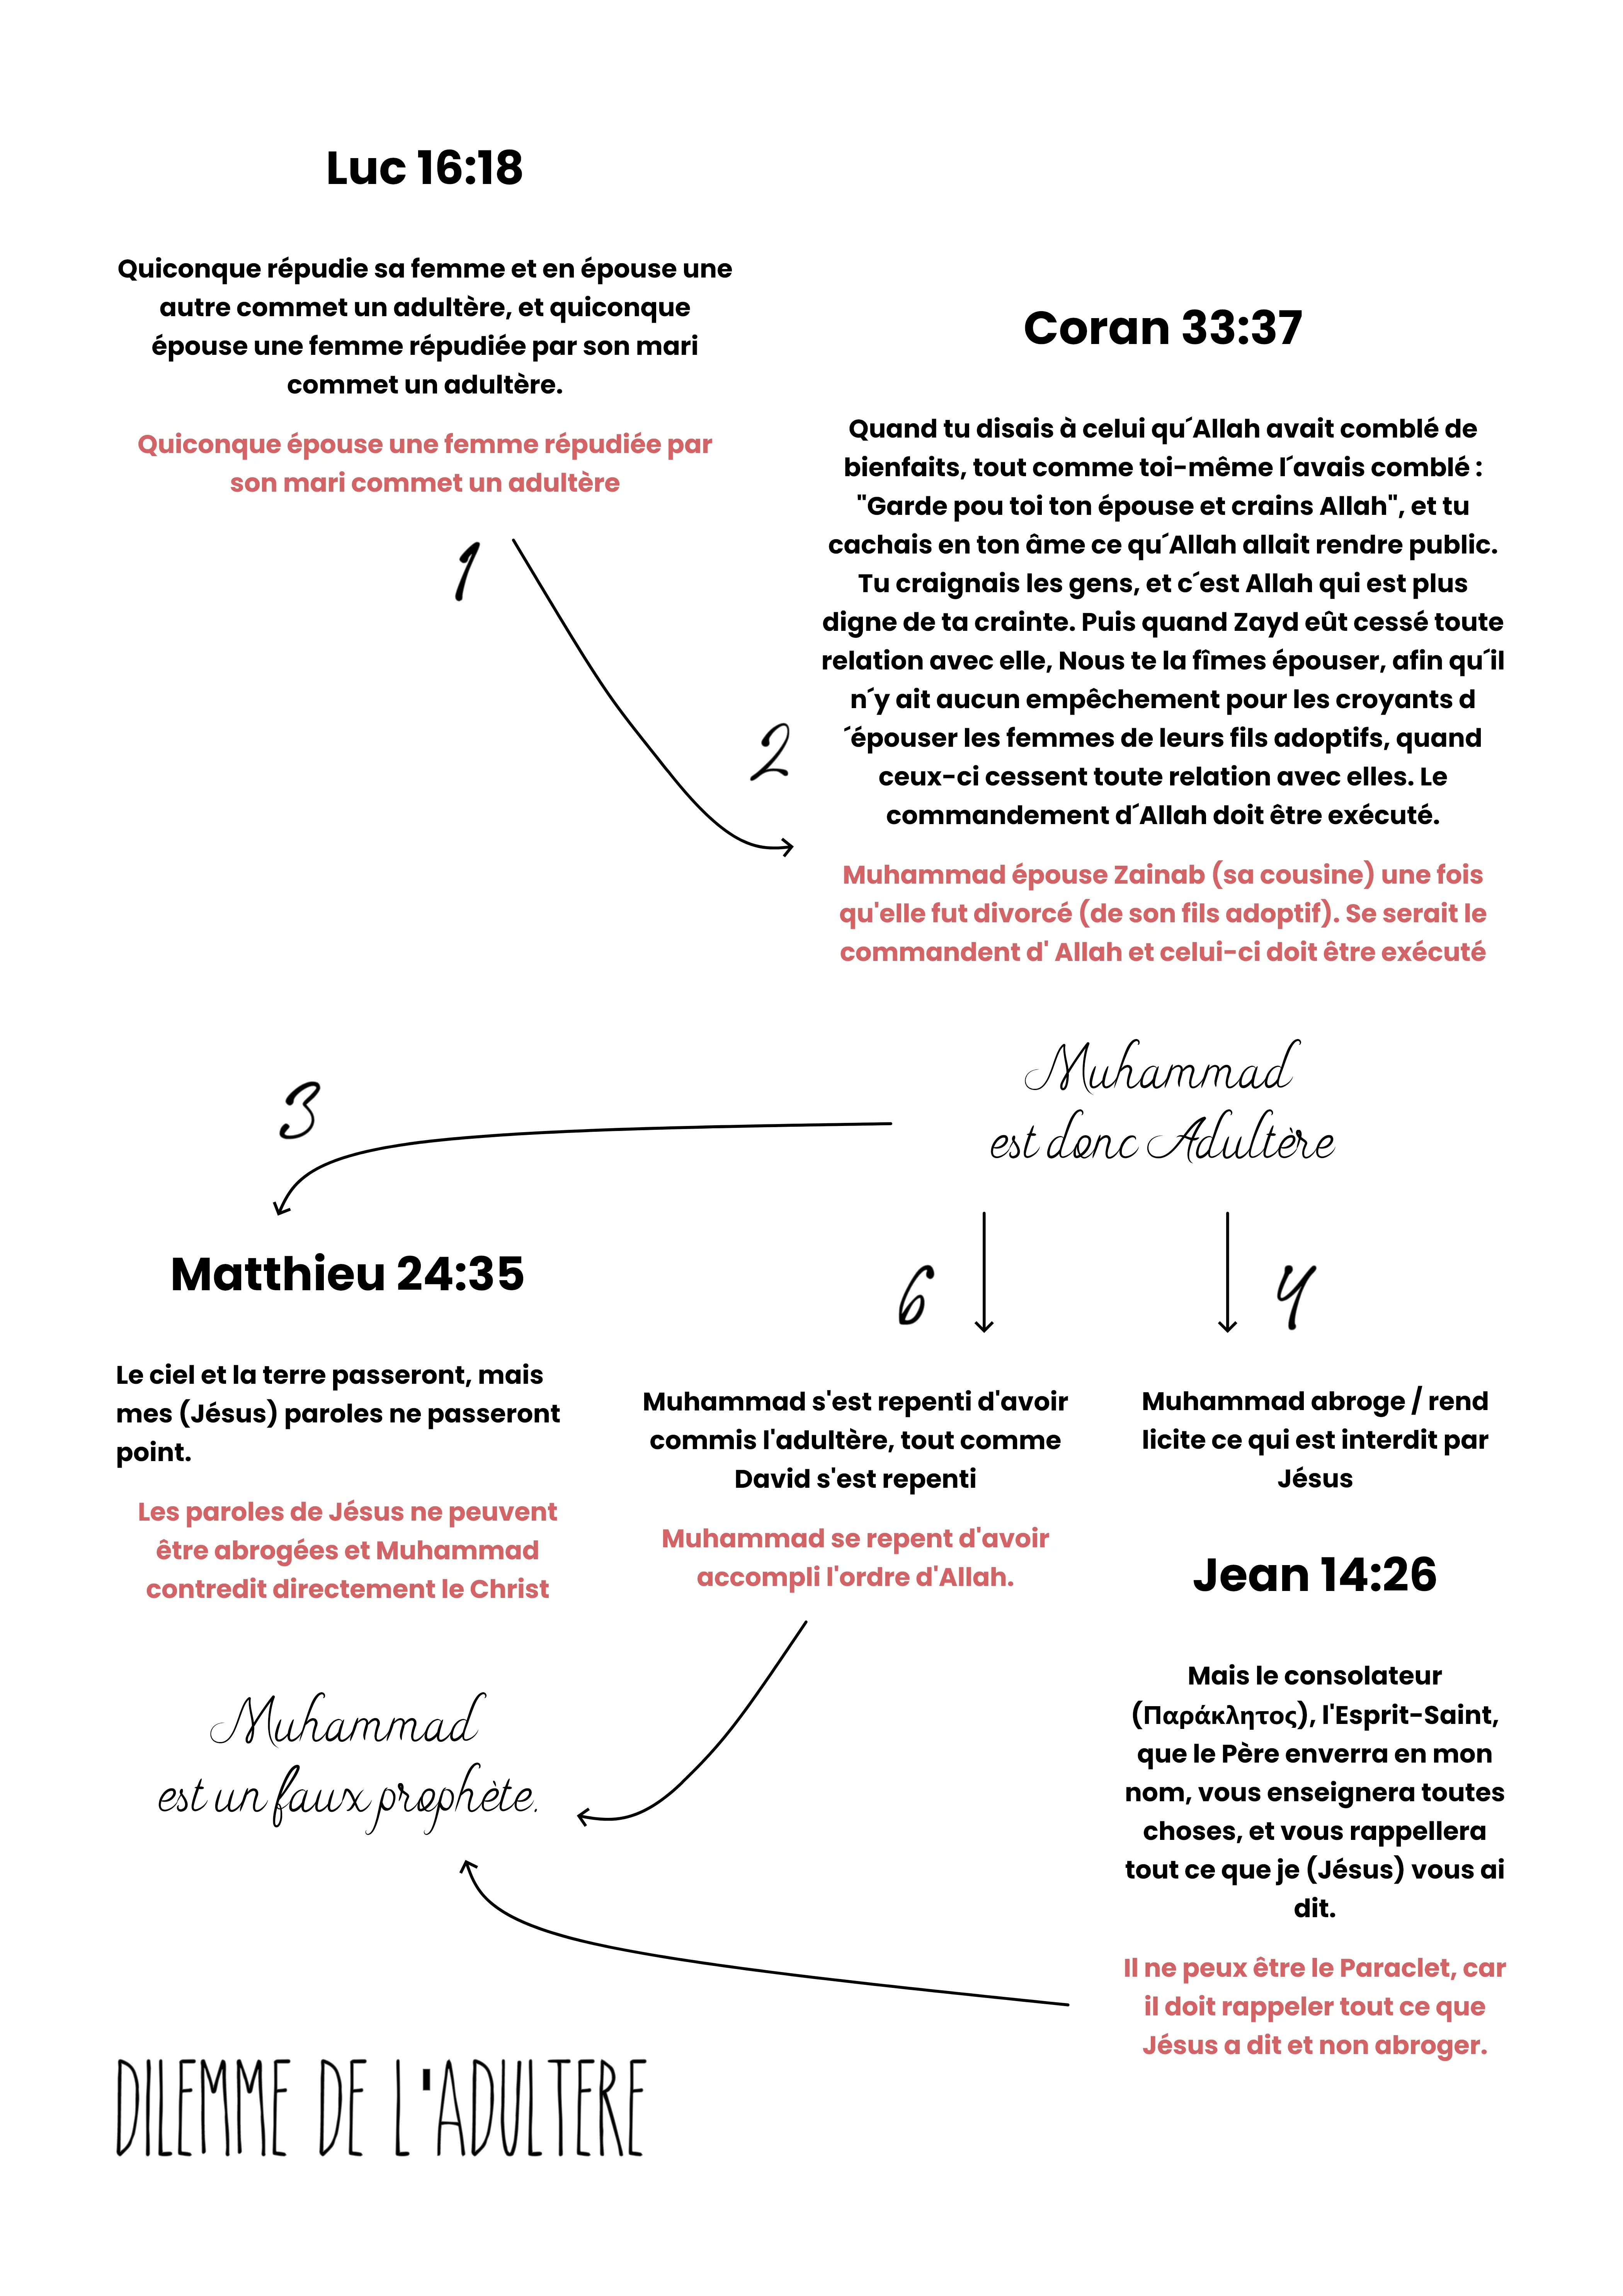 Luc 16:18
Quiconque répudie sa femme et en épouse une
autre commet un adultère, et quiconque
épouse une femme répudiée par son mari
commet un adultère.
Quiconque épouse une femme répudiée par
son mari commet un adultère
1
Coran 33:37
Quand tu disais à celui qu´Allah avait comblé de
bienfaits, tout comme toi-même l´avais comblé :
"Garde pou toi ton épouse et crains Allah", et tu
cachais en ton âme ce qu´Allah allait rendre public.
Tu craignais les gens, et c´est Allah qui est plus
digne de ta crainte. Puis quand Zayd eût cessé toute
relation avec elle, Nous te la fîmes épouser, afin qu´il
n´y ait aucun empêchement pour les croyants d
´épouser les femmes de leurs fils adoptifs, quand
ceux-ci cessent toute relation avec elles. Le
commandement d´Allah doit être exécuté.
2
Muhammad épouse Zainab (sa cousine) une fois
qu'elle fut divorcé (de son fils adoptif). Se serait le
commandent d' Allah et celui-ci doit être exécuté
Muhammad
est donc Adultère
3
Matthieu 24:35
Le ciel et la terre passeront, mais
mes (Jésus) paroles ne passeront
point.
Les paroles de Jésus ne peuvent
être abrogées et Muhammad
contredit directement le Christ
6
Muhammad s'est repenti d'avoir
commis l'adultère, tout comme
David s'est repenti
Muhammad se repent d'avoir
accompli l'ordre d'Allah.
4
Muhammad abroge / rend
licite ce qui est interdit par
Jésus
Jean 14:26
Mais le consolateur
(Παράκλητος), l'Esprit-Saint,
que le Père enverra en mon
nom, vous enseignera toutes
choses, et vous rappellera
tout ce que je (Jésus) vous ai
dit.
Il ne peux être le Paraclet, car
il doit rappeler tout ce que
Jésus a dit et non abroger.
Muhammad
est un faux prophète.
DILEMME DE L'ADULTERE